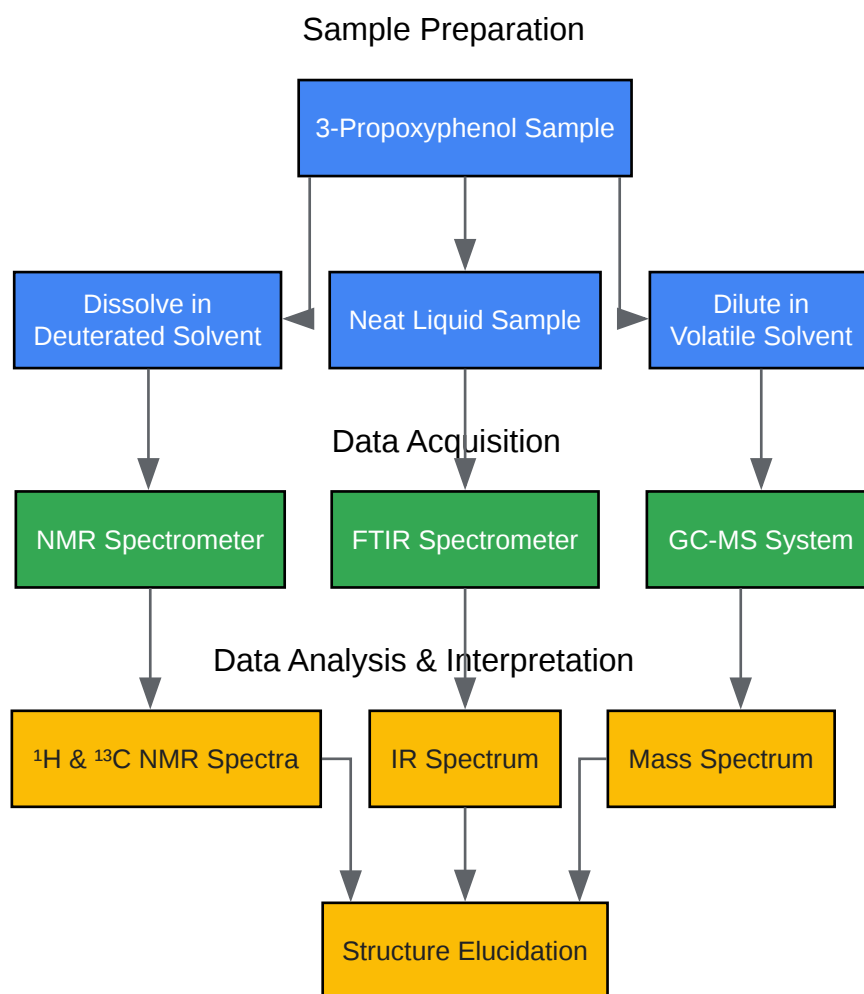 Sample Preparation
3-Propoxyphenol Sample
Dissolve in
Deuterated Solvent
Neat Liquid Sample
Dilute in
Volatile Solvent
Data Acquisition
NMR Spectrometer
FTIR Spectrometer
GC-MS System
Data Analysis & Interpretation
¹H & ¹³C NMR Spectra
IR Spectrum
Mass Spectrum
Structure Elucidation